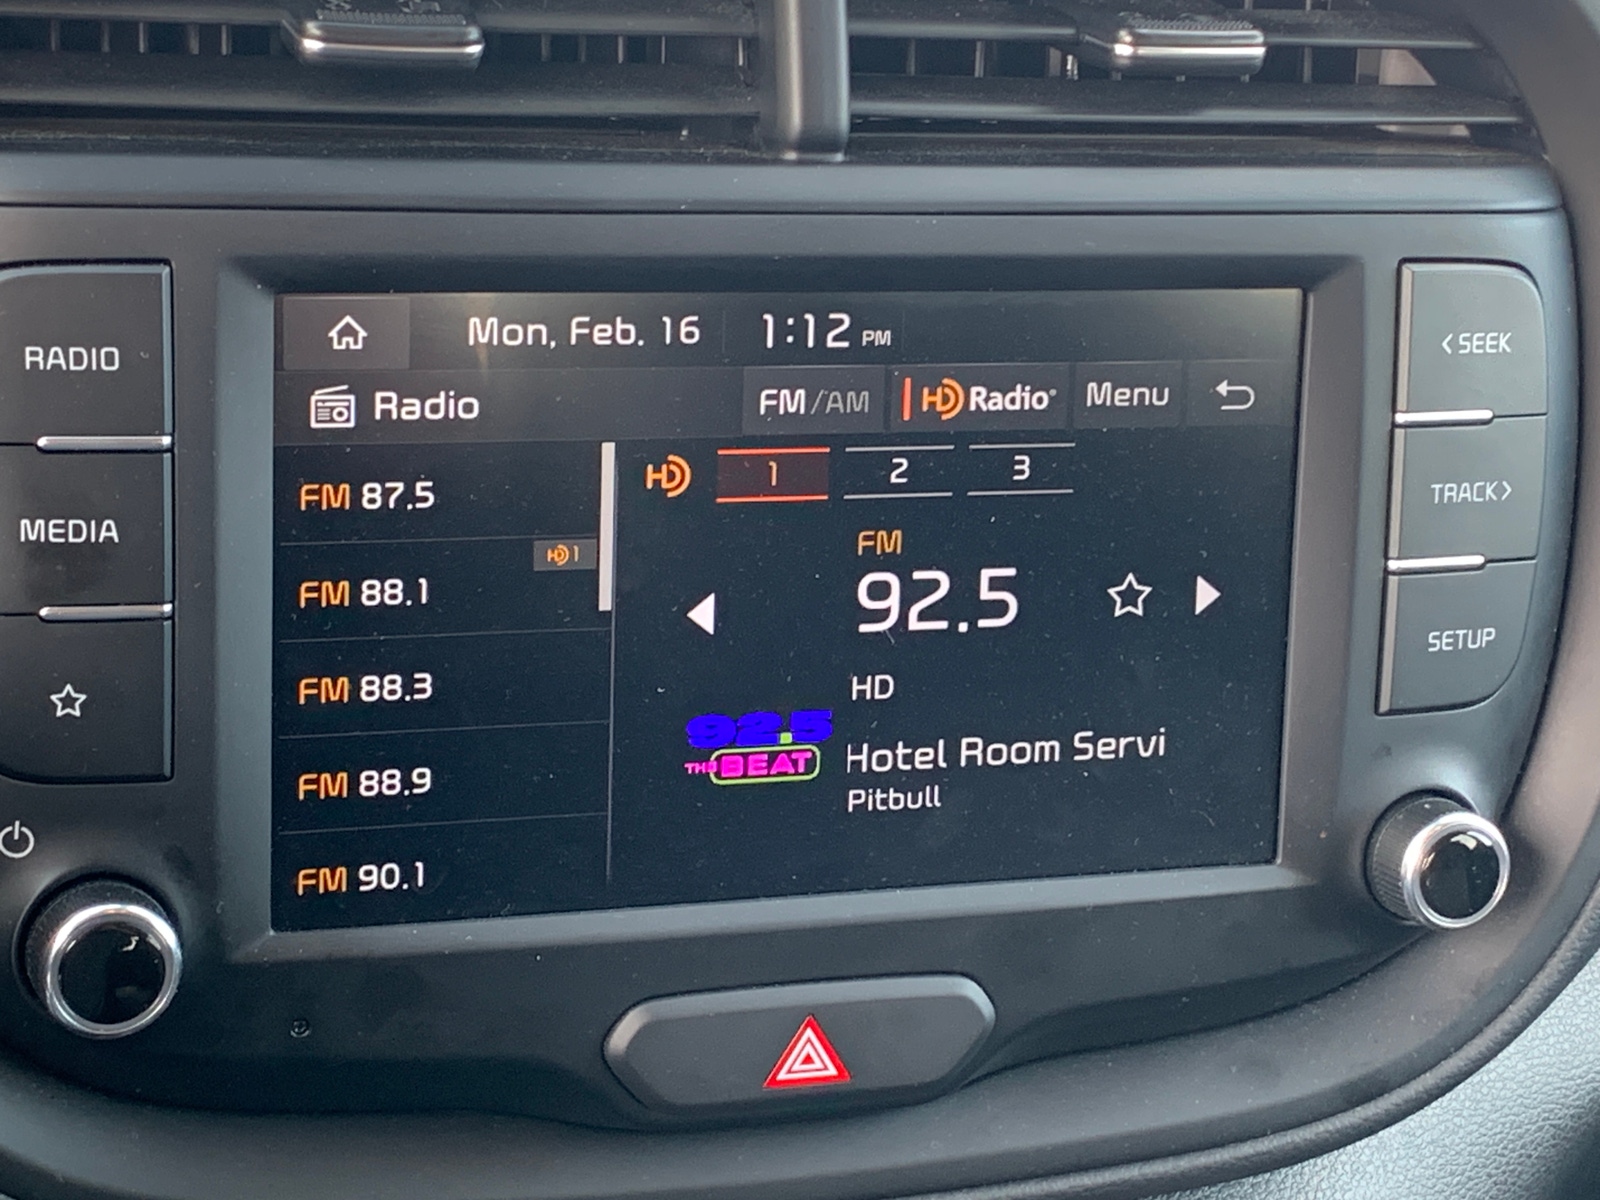 Mon, Feb. 16 1:12 PM
Radio FM/AM HD Radio® Menu
RADIO
MEDIA
FM 87.5
HD 1
FM 88.1
FM 88.3
FM 88.9
FM 90.1
HD 1 2 3
FM
92.5
HD
92.5
THE BEAT
Hotel Room Servi
Pitbull
< SEEK
TRACK >
SETUP